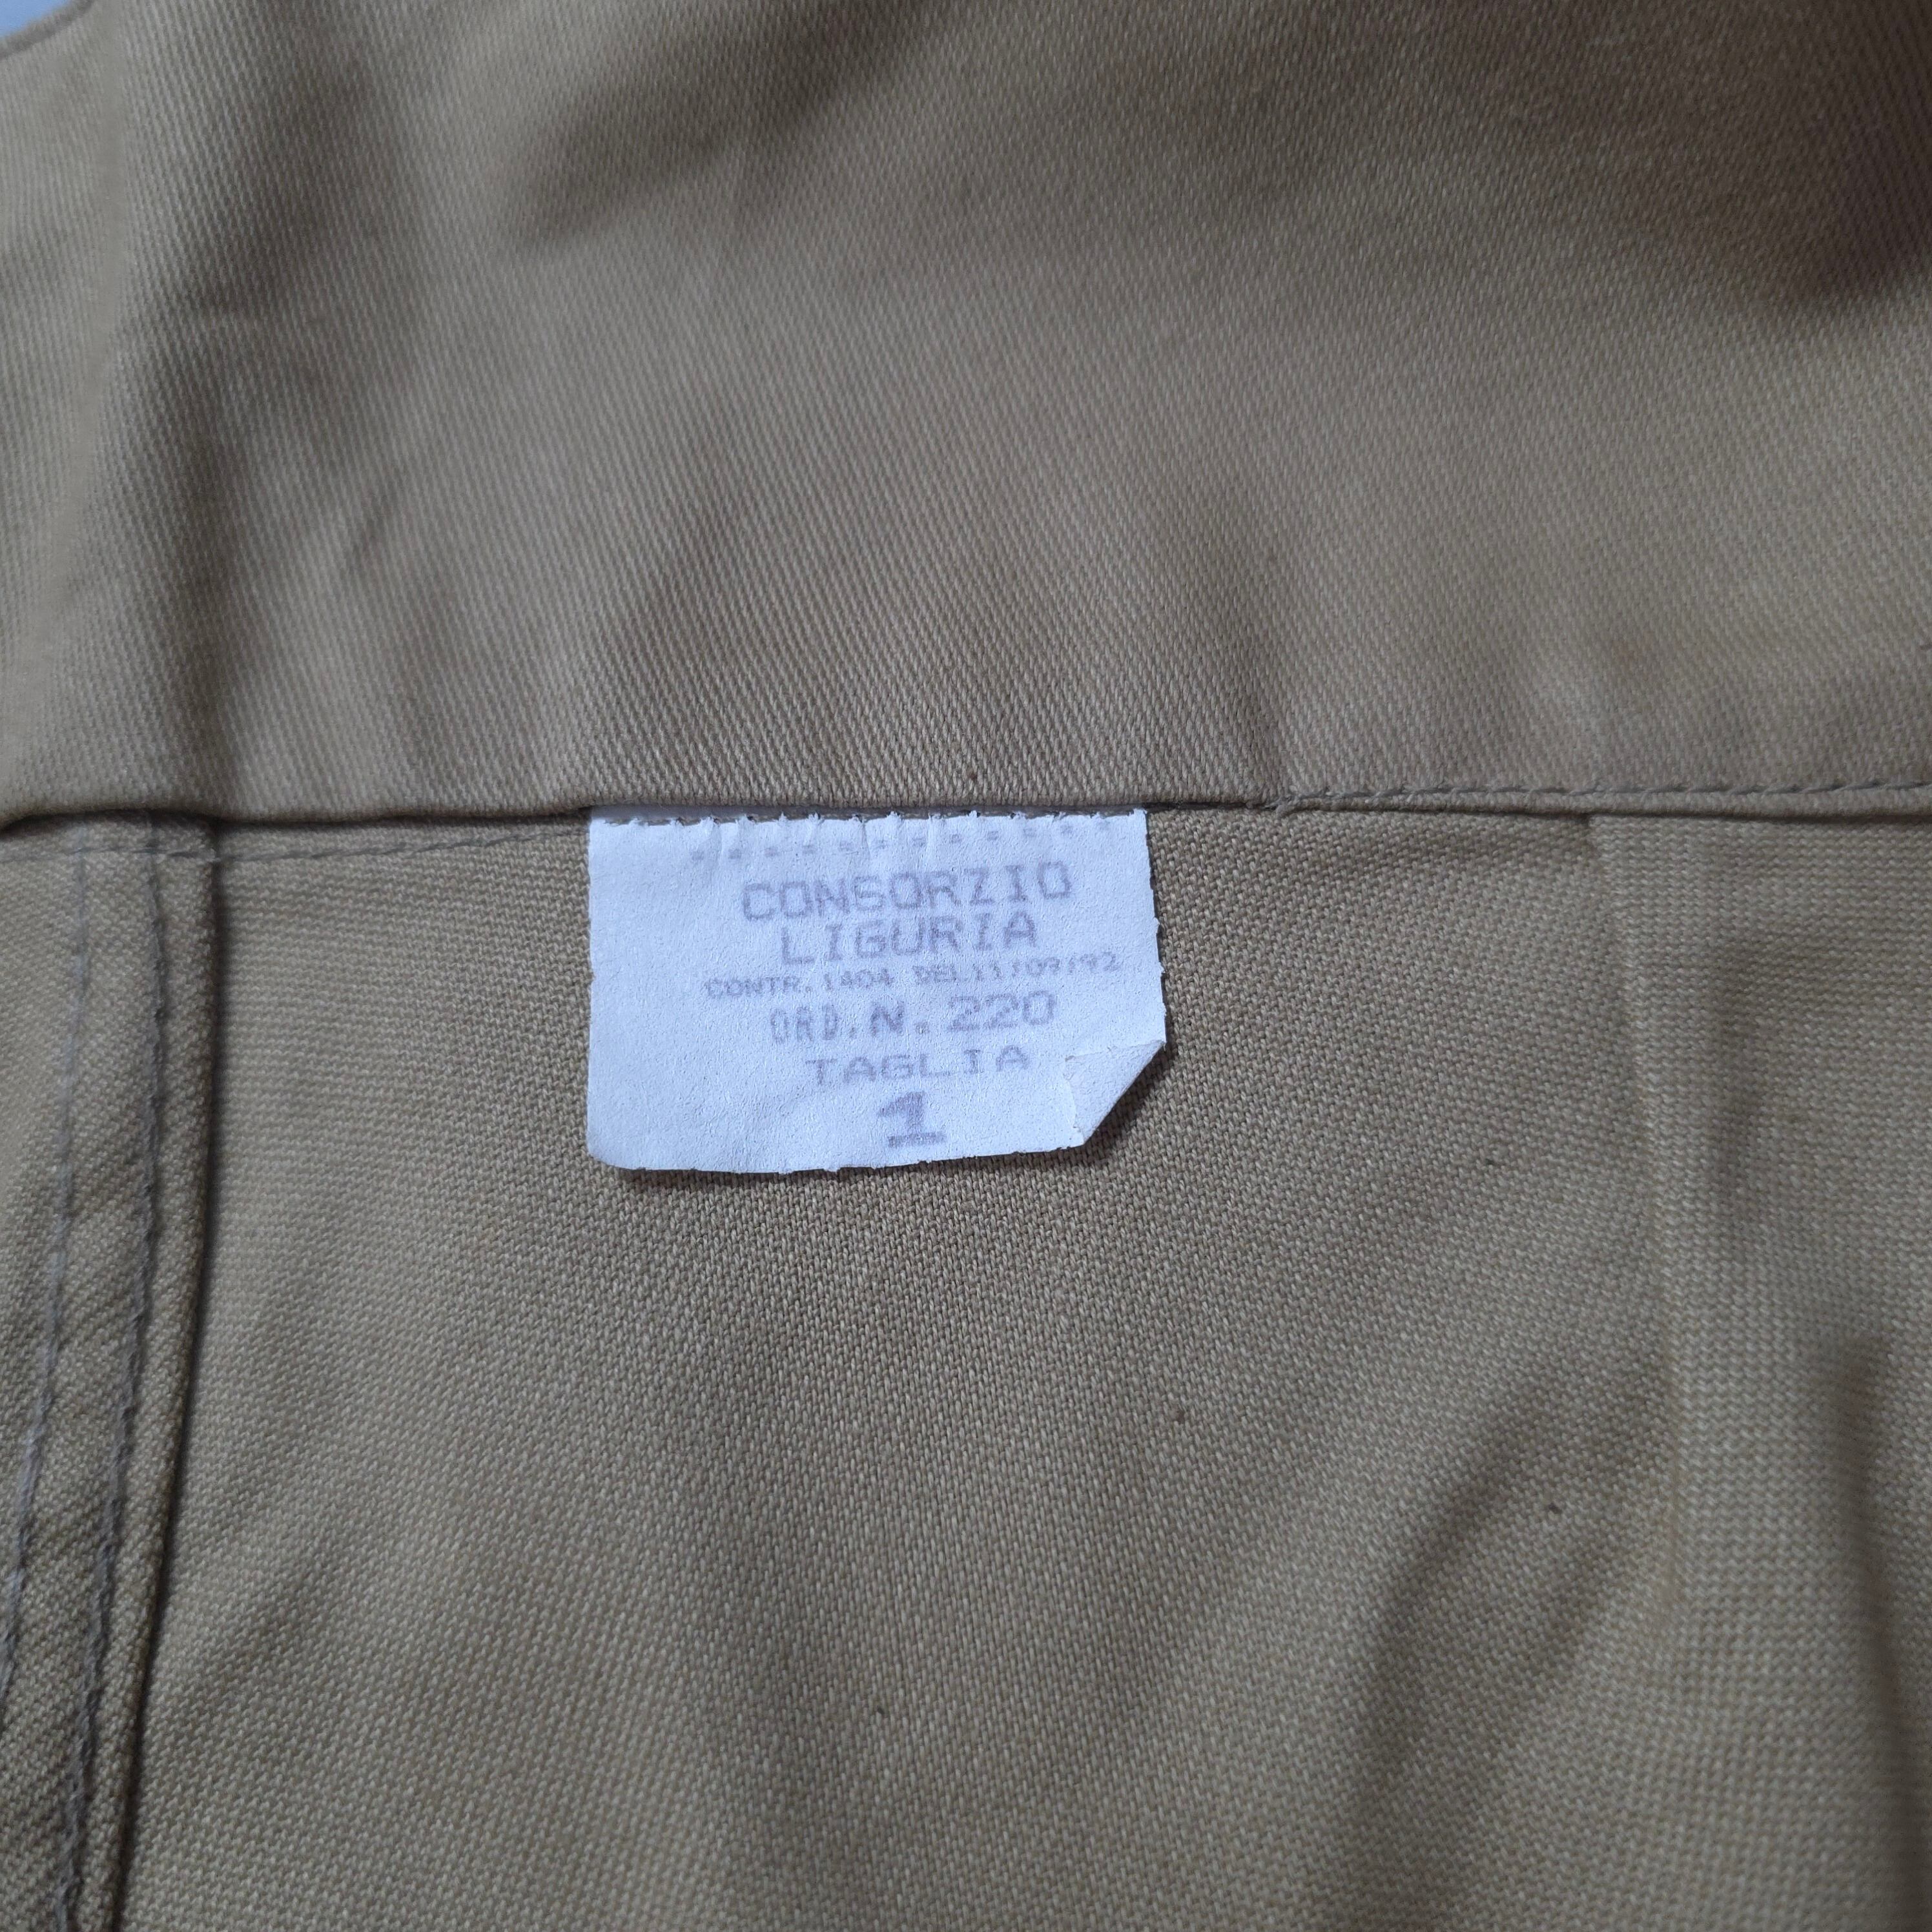 CONSORZIO
LIGURIA
CONTR.1404 DEL11/09/92
ORD.N.220
TAGLIA
1